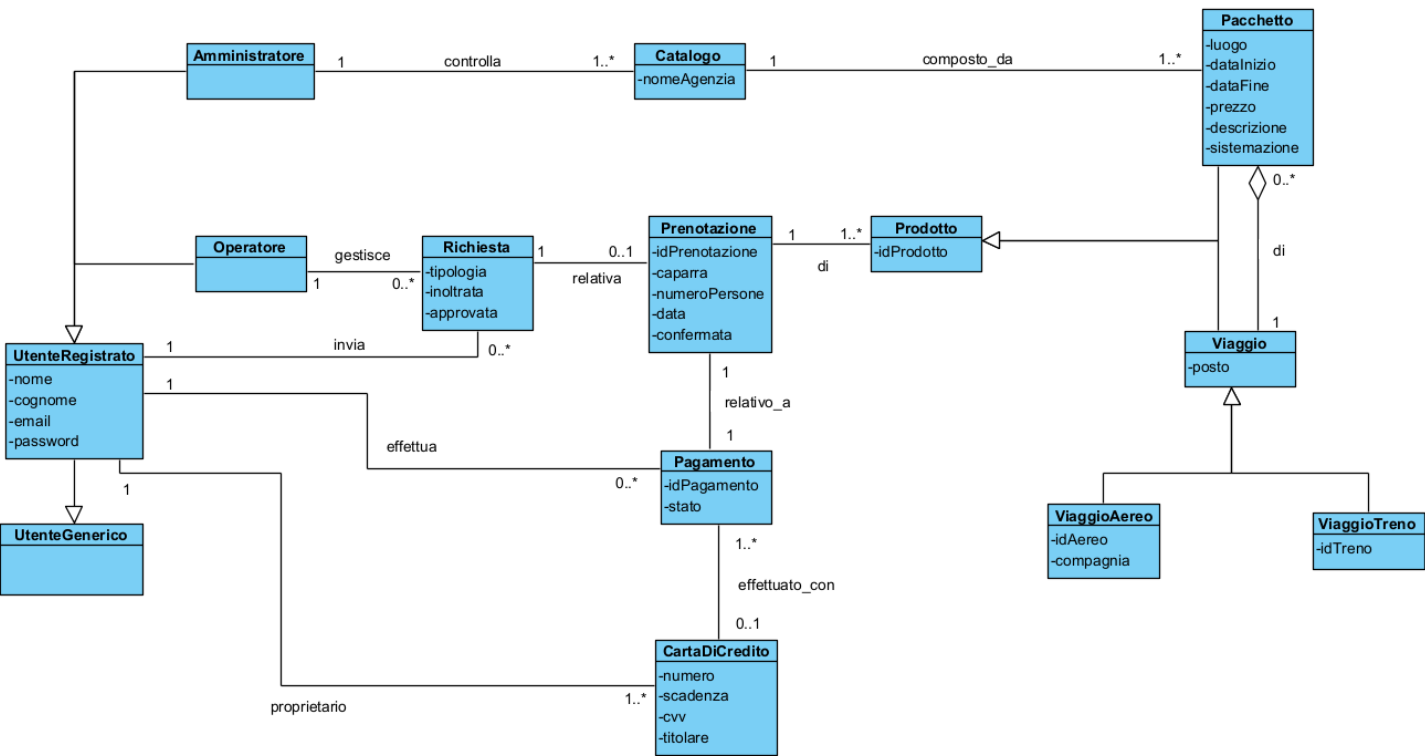 Amministratore
1
controlla
1..*
Catalogo
-nomeAgenzia
1
composto_da
1..*
Pacchetto
-luogo
-dataInizio
-dataFine
-prezzo
-descrizione
-sistemazione
0..*
di
1
Operatore
gestisce
1
0..*
Richiesta
-tipologia
-inoltrata
-approvata
1
0..1
relativa
Prenotazione
-idPrenotazione
-caparra
-numeroPersone
-data
-confermata
1
1..*
di
Prodotto
-idProdotto
Viaggio
-posto
UtenteRegistrato
-nome
-cognome
-email
-password
1
invia
0..*
1
effettua
0..*
1
relativo_a
1
Pagamento
-idPagamento
-stato
1
UtenteGenerico
ViaggioAereo
-idAereo
-compagnia
ViaggioTreno
-idTreno
1..*
effettuato_con
0..1
CartaDiCredito
-numero
-scadenza
-cvv
-titolare
proprietario
1..*